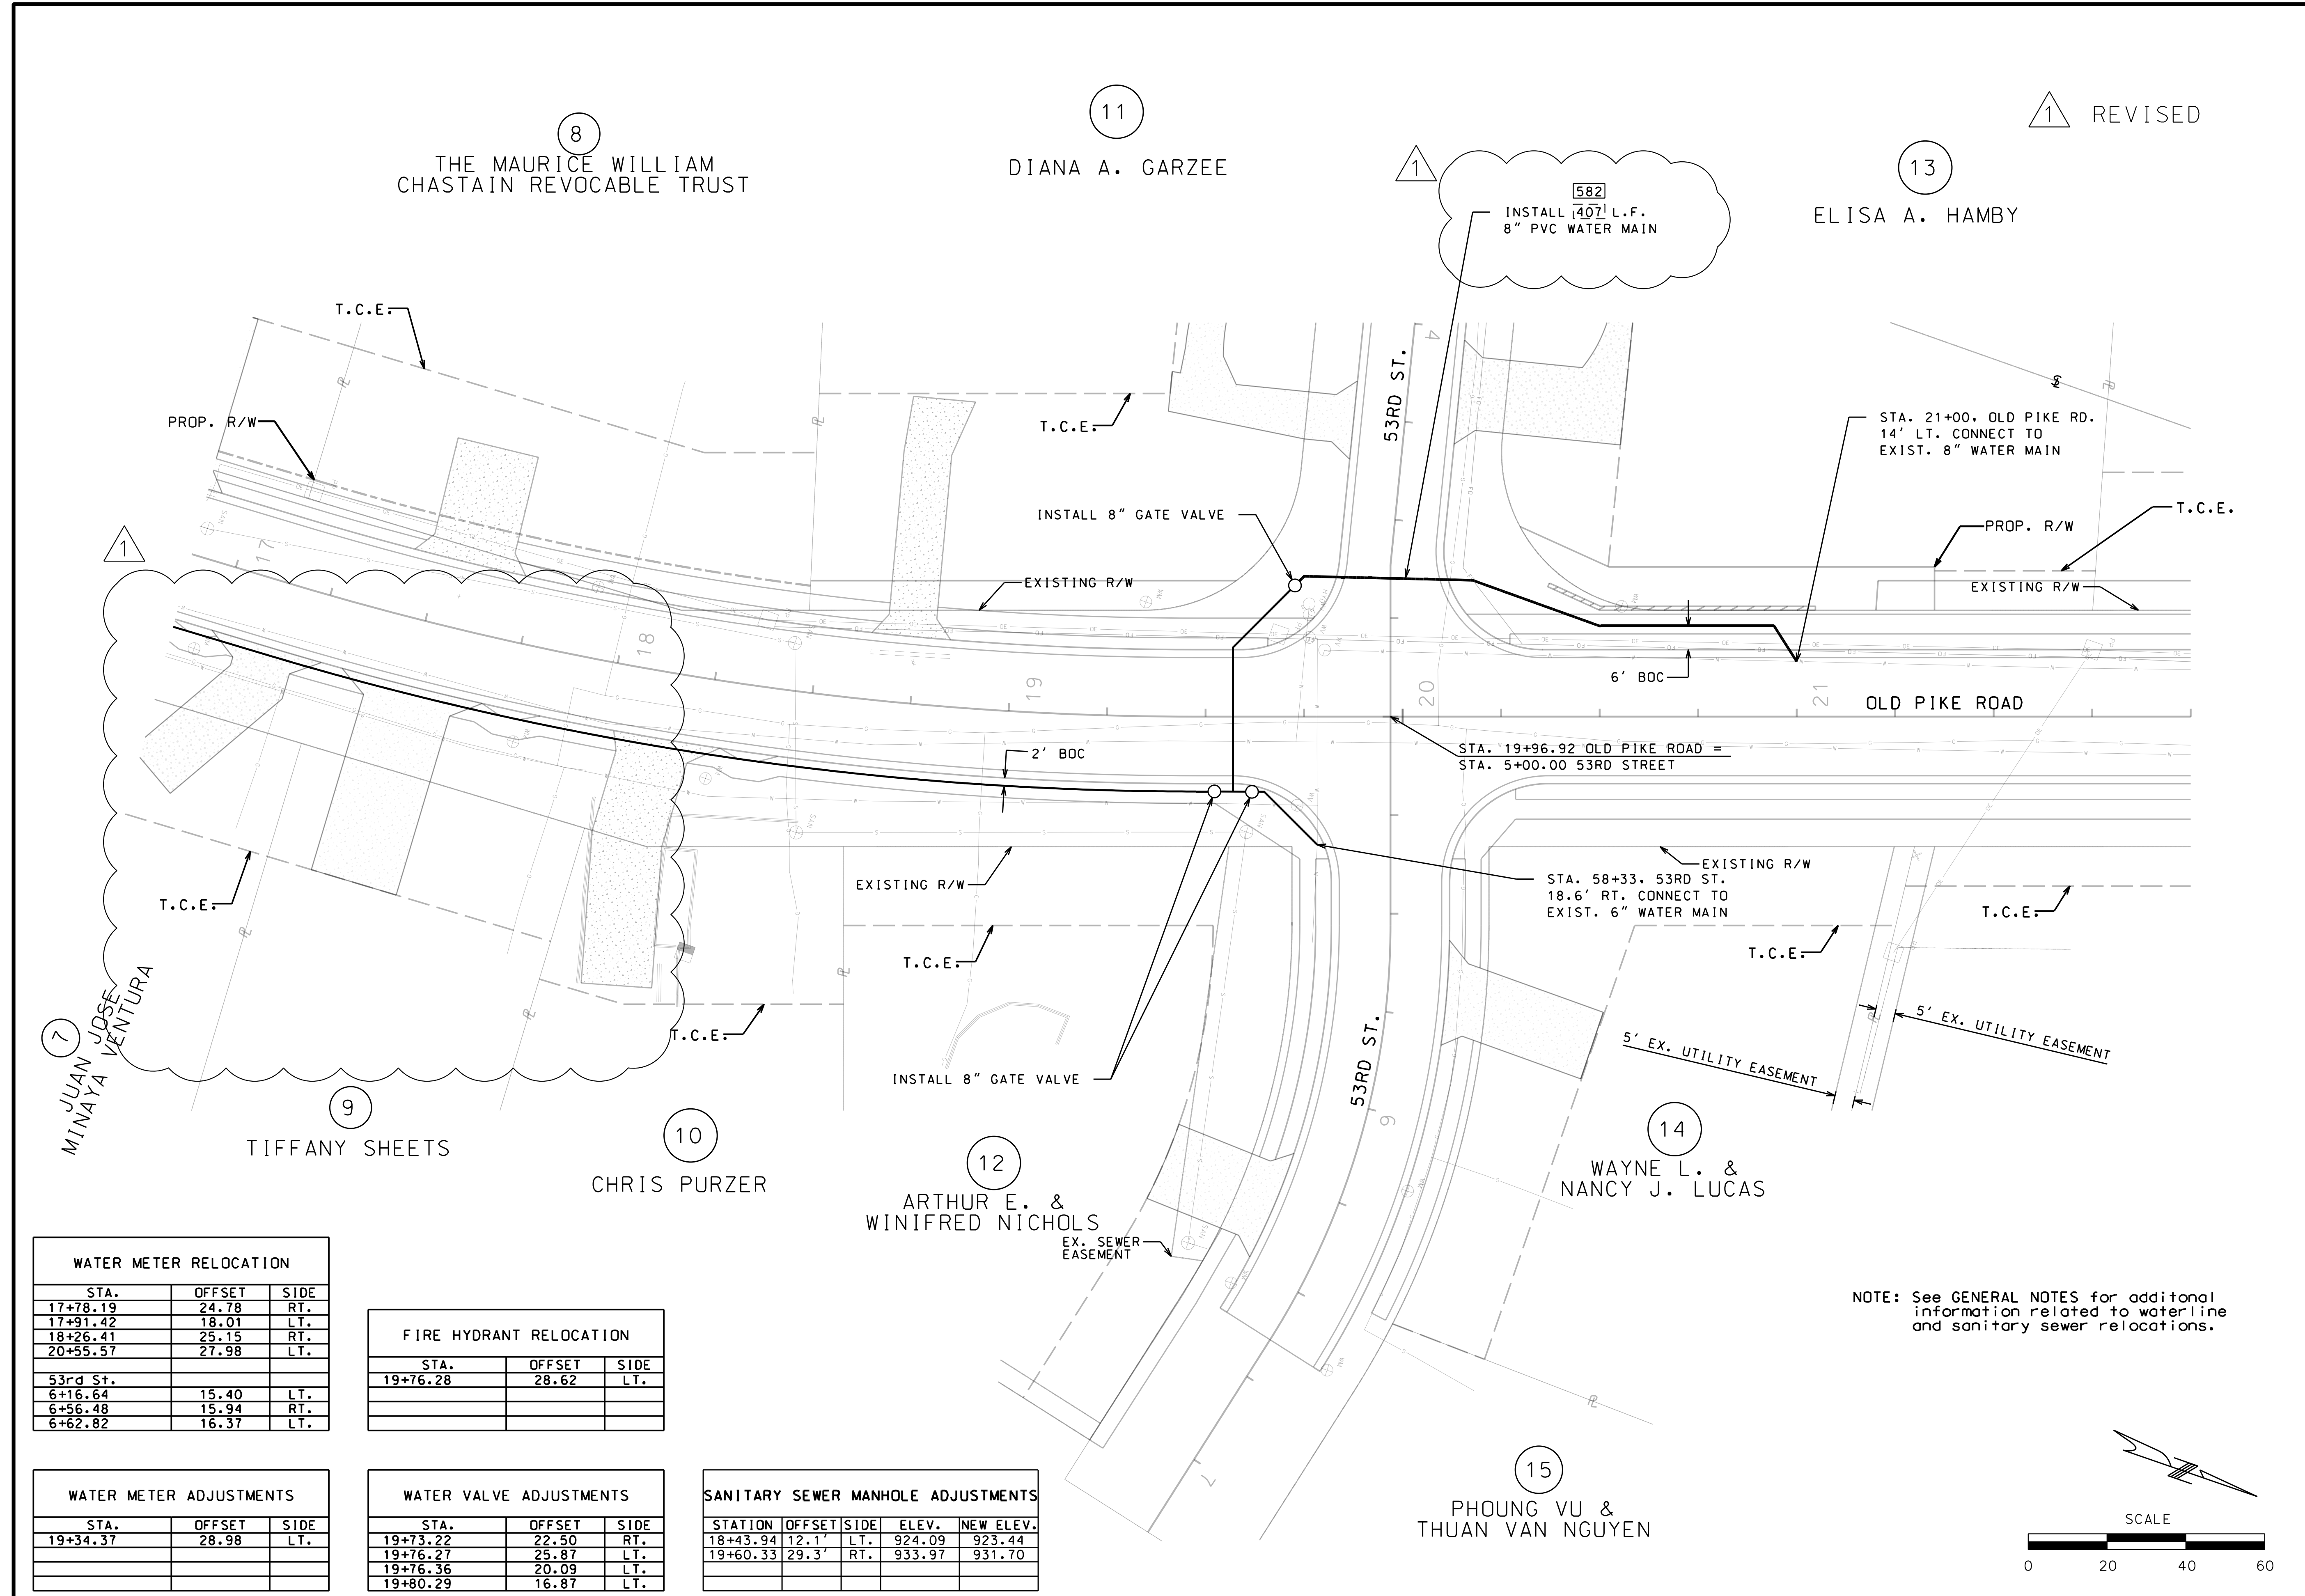 8
THE MAURICE WILLIAM
CHASTAIN REVOCABLE TRUST
11
DIANA A. GARZEE
1 REVISED
1
582
INSTALL 407 L.F.
8" PVC WATER MAIN
13
ELISA A. HAMBY
T.C.E.
PROP. R/W
T.C.E.
53RD ST.
4
STA. 21+00. OLD PIKE RD.
14' LT. CONNECT TO
EXIST. 8" WATER MAIN
INSTALL 8" GATE VALVE
T.C.E.
PROP. R/W
EXISTING R/W
EXISTING R/W
1
17
18
19
20
21
6' BOC
OLD PIKE ROAD
2' BOC
STA. 19+96.92 OLD PIKE ROAD =
STA. 5+00.00 53RD STREET
EXISTING R/W
EXISTING R/W
STA. 58+33. 53RD ST.
18.6' RT. CONNECT TO
EXIST. 6" WATER MAIN
T.C.E.
T.C.E.
T.C.E.
T.C.E.
T.C.E.
5' EX. UTILITY EASEMENT
5' EX. UTILITY EASEMENT
INSTALL 8" GATE VALVE
53RD ST.
6
7
7
JUAN JOSE
MINAYA VENTURA
9
TIFFANY SHEETS
10
CHRIS PURZER
12
ARTHUR E. &
WINIFRED NICHOLS
EX. SEWER
EASEMENT
14
WAYNE L. &
NANCY J. LUCAS
15
PHOUNG VU &
THUAN VAN NGUYEN
NOTE: See GENERAL NOTES for additonal
information related to waterline
and sanitary sewer relocations.
WATER METER RELOCATION
STA. OFFSET SIDE
17+78.19 24.78 RT.
17+91.42 18.01 LT.
18+26.41 25.15 RT.
20+55.57 27.98 LT.
53rd St.
6+16.64 15.40 LT.
6+56.48 15.94 RT.
6+62.82 16.37 LT.
FIRE HYDRANT RELOCATION
STA. OFFSET SIDE
19+76.28 28.62 LT.
WATER METER ADJUSTMENTS
STA. OFFSET SIDE
19+34.37 28.98 LT.
WATER VALVE ADJUSTMENTS
STA. OFFSET SIDE
19+73.22 22.50 RT.
19+76.27 25.87 LT.
19+76.36 20.09 LT.
19+80.29 16.87 LT.
SANITARY SEWER MANHOLE ADJUSTMENTS
STATION OFFSET SIDE ELEV. NEW ELEV.
18+43.94 12.1' LT. 924.09 923.44
19+60.33 29.3' RT. 933.97 931.70
SCALE
0 20 40 60